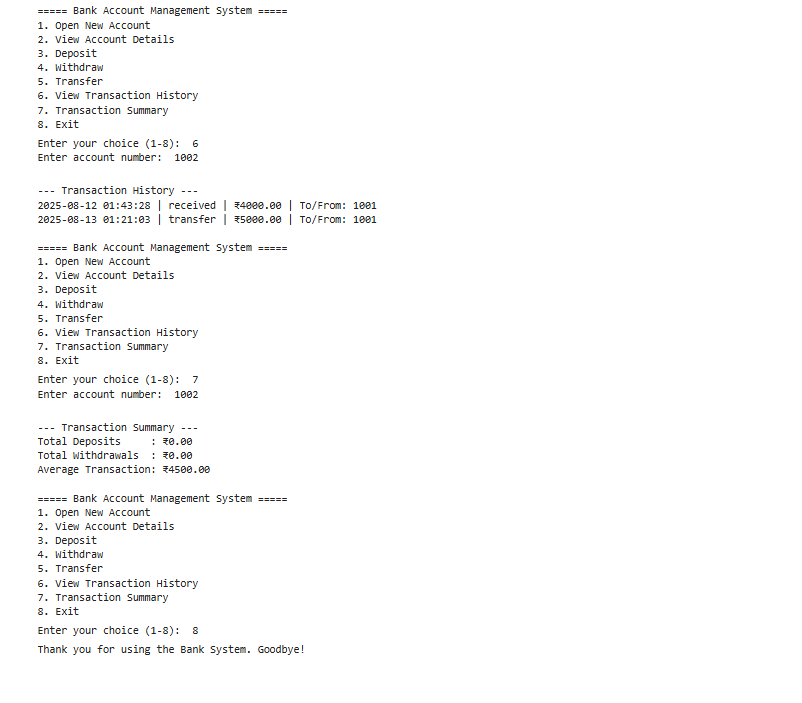 ===== Bank Account Management System =====
1. Open New Account
2. View Account Details
3. Deposit
4. Withdraw
5. Transfer
6. View Transaction History
7. Transaction Summary
8. Exit
Enter your choice (1-8):  6
Enter account number:  1002
--- Transaction History ---
2025-08-12 01:43:28 | received | ₹4000.00 | To/From: 1001
2025-08-13 01:21:03 | transfer | ₹5000.00 | To/From: 1001
===== Bank Account Management System =====
1. Open New Account
2. View Account Details
3. Deposit
4. Withdraw
5. Transfer
6. View Transaction History
7. Transaction Summary
8. Exit
Enter your choice (1-8):  7
Enter account number:  1002
--- Transaction Summary ---
Total Deposits     : ₹0.00
Total Withdrawals  : ₹0.00
Average Transaction: ₹4500.00
===== Bank Account Management System =====
1. Open New Account
2. View Account Details
3. Deposit
4. Withdraw
5. Transfer
6. View Transaction History
7. Transaction Summary
8. Exit
Enter your choice (1-8):  8
Thank you for using the Bank System. Goodbye!